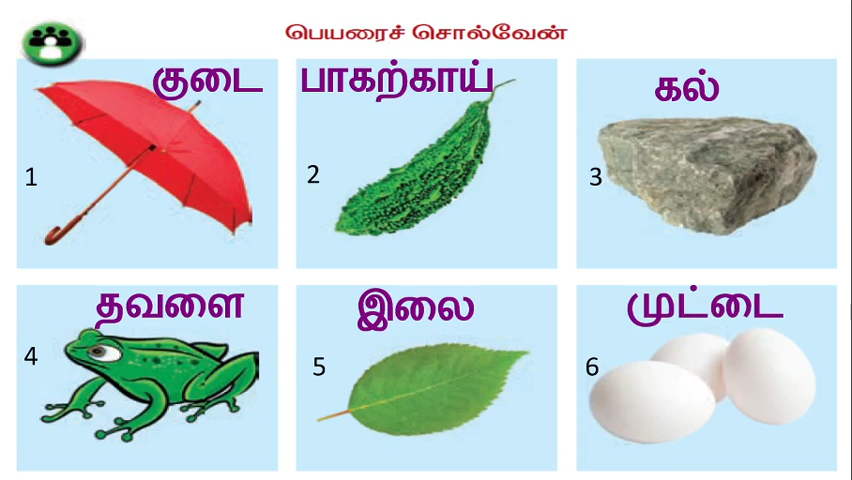 பெயரைச் சொல்வேன்
குடை
பாகற்காய்
கல்
1
2
3
தவளை
இலை
முட்டை
4
5
6